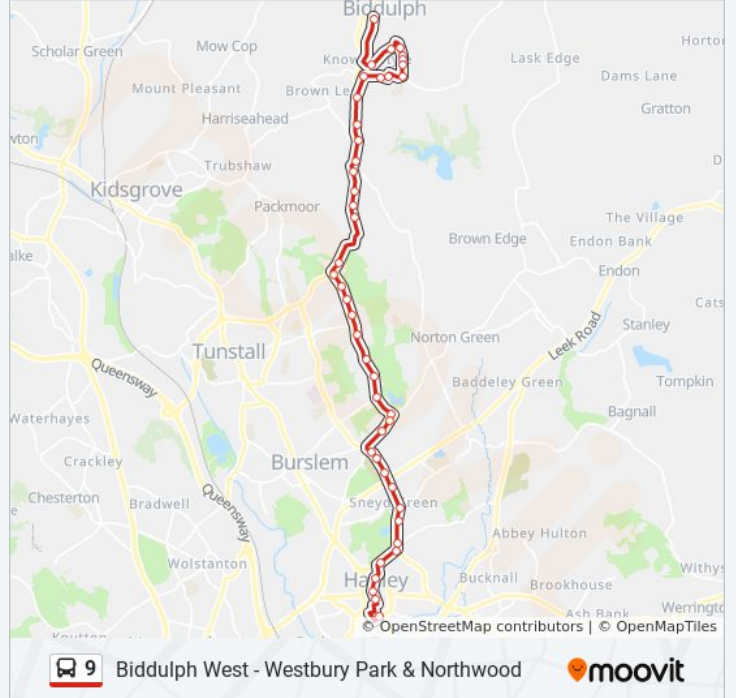 Biddulph
Scholar Green
Mow Cop
Horto
Know
e
Lask Edge
Dams Lane
Mount Pleasant
Brown Le
Gratton
Harriseahead
wton
Trubshaw
D
Kidsgrove
Packmoor
The Village
Brown Edge
Endon Bank
alke
Endon
Cats
Stanley
Leek Road
Norton Green
Tunstall
Queensway
Baddeley Green
Tompkin
Bagnall
Waterhayes
Crackley
Burslem
Chesterton
Bradwell
Queensway
Sneyd Green
Abbey Hulton
Wolstanton
Hanley
Bucknall
Brookhouse
Withys
Ash Bank
Werringto
© OpenStreetMap contributors | © OpenMapTiles
9
Biddulph West - Westbury Park & Northwood
moovit